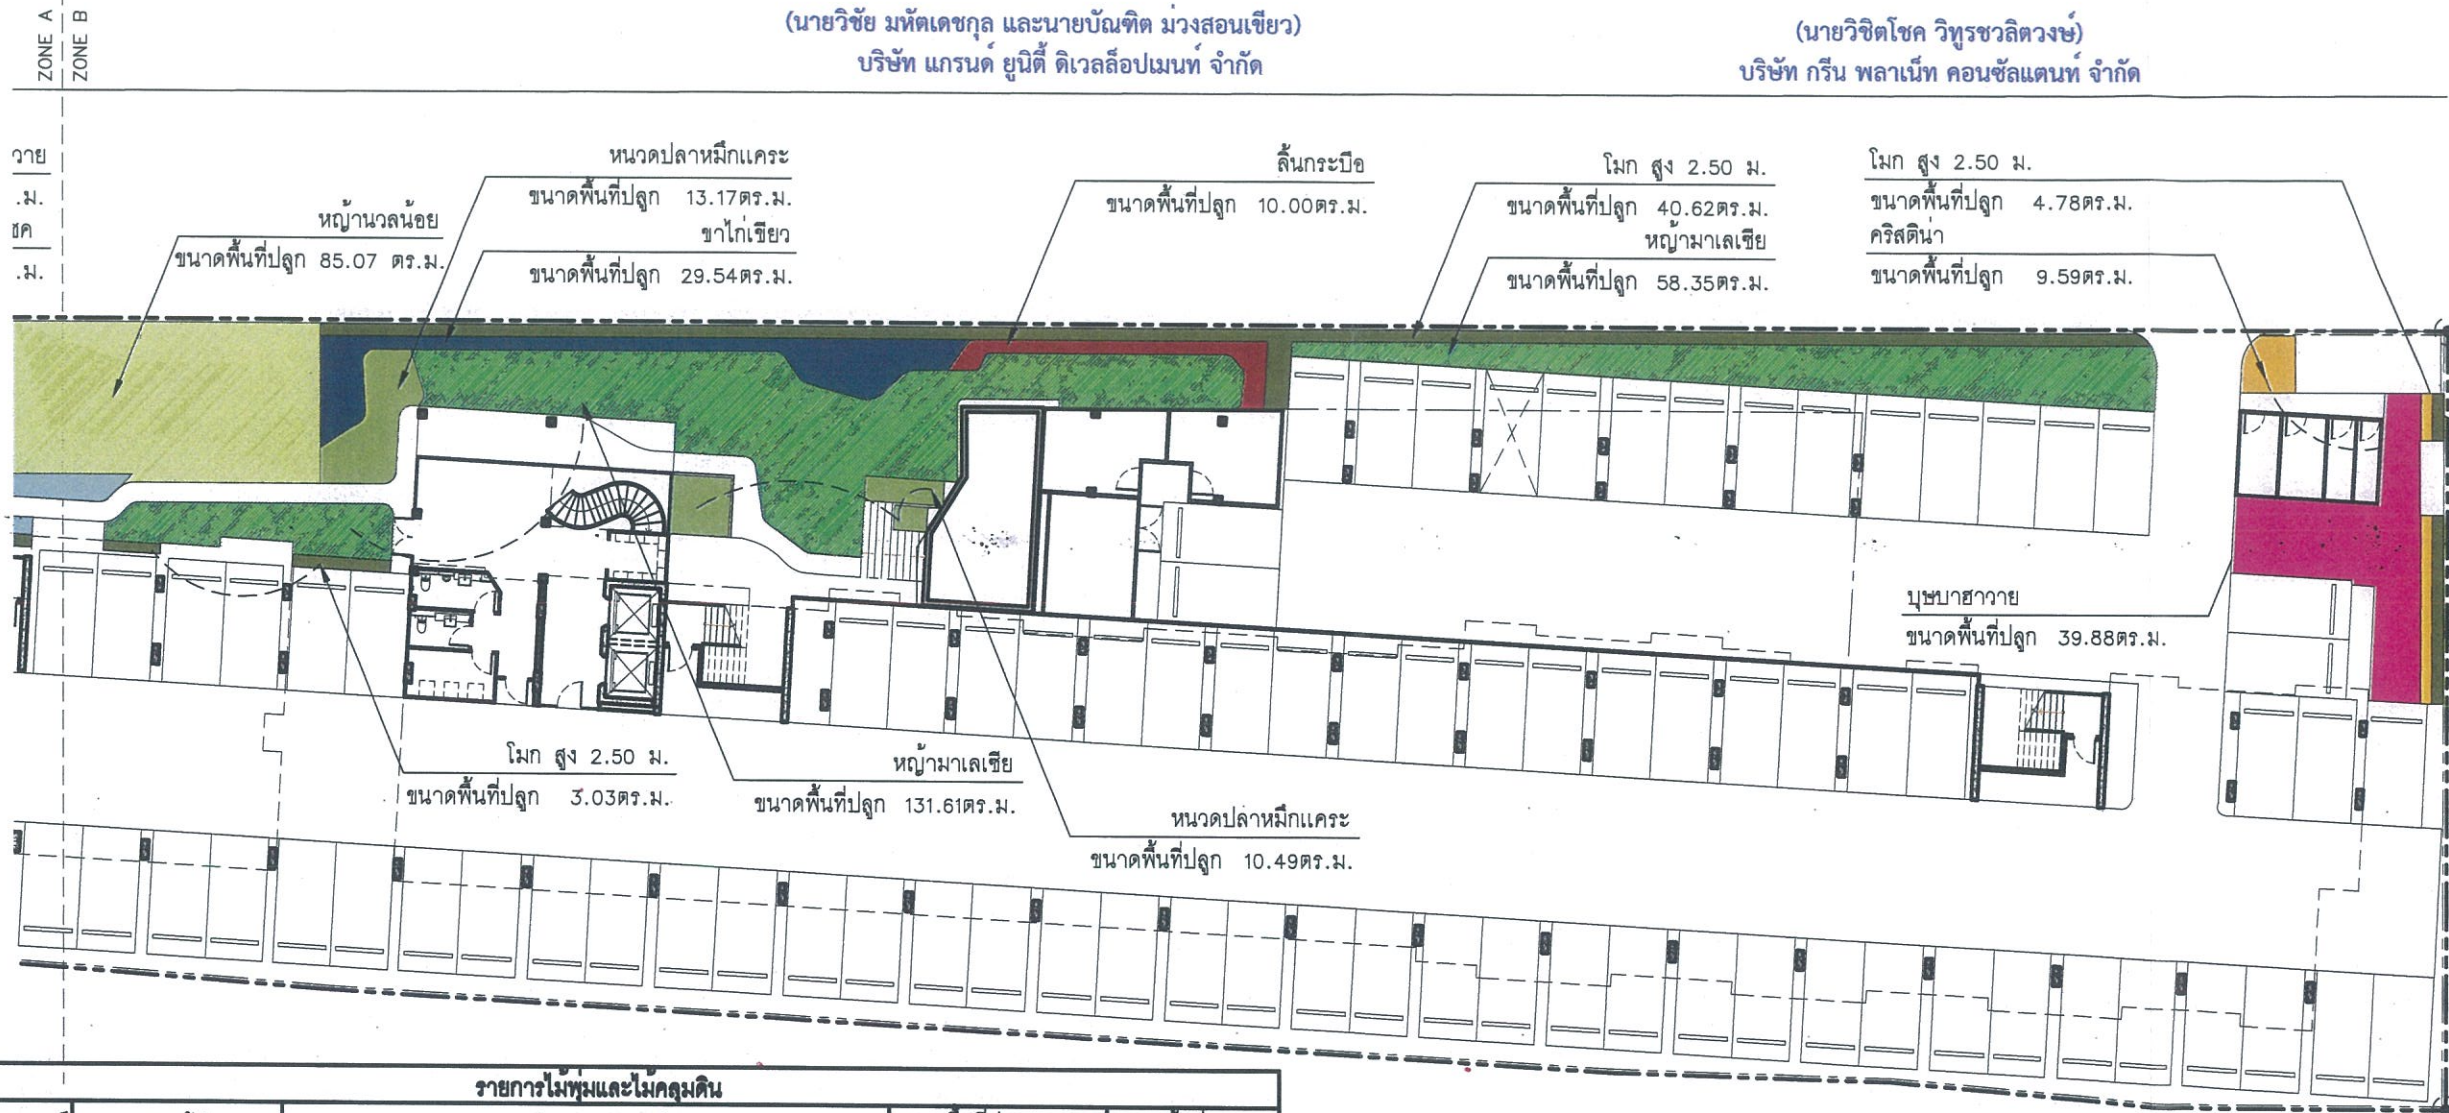 ZONE A
ZONE B
(นายวิชัย มหัตเดชกุล และนายบัณฑิต ม่วงสอนเขียว)
บริษัท แกรนด์ ยูนิตี้ ดิเวลล็อปเมนท์ จำกัด
(นายวิชิตโชค วิทูรชวลิตวงษ์)
บริษัท กรีน พลาเน็ท คอนซัลแตนท์ จำกัด
วาย
.ม.
.ม.
หญ้านวลน้อย
ขนาดพื้นที่ปลูก 85.07 ตร.ม.
หนวดปลาหมึกแคระ
ขนาดพื้นที่ปลูก 13.17ตร.ม.
ขาไก่เขียว
ขนาดพื้นที่ปลูก 29.54ตร.ม.
ลิ้นกระบือ
ขนาดพื้นที่ปลูก 10.00ตร.ม.
โมก สูง 2.50 ม.
ขนาดพื้นที่ปลูก 40.62ตร.ม.
หญ้ามาเลเซีย
ขนาดพื้นที่ปลูก 58.35ตร.ม.
โมก สูง 2.50 ม.
ขนาดพื้นที่ปลูก 4.78ตร.ม.
คริสติน่า
ขนาดพื้นที่ปลูก 9.59ตร.ม.
บุษบาฮาวาย
ขนาดพื้นที่ปลูก 39.88ตร.ม.
โมก สูง 2.50 ม.
ขนาดพื้นที่ปลูก 3.03ตร.ม.
หญ้ามาเลเซีย
ขนาดพื้นที่ปลูก 131.61ตร.ม.
หนวดปลาหมึกแคระ
ขนาดพื้นที่ปลูก 10.49ตร.ม.
รายการไม้พุ่มและไม้คลุมดิน